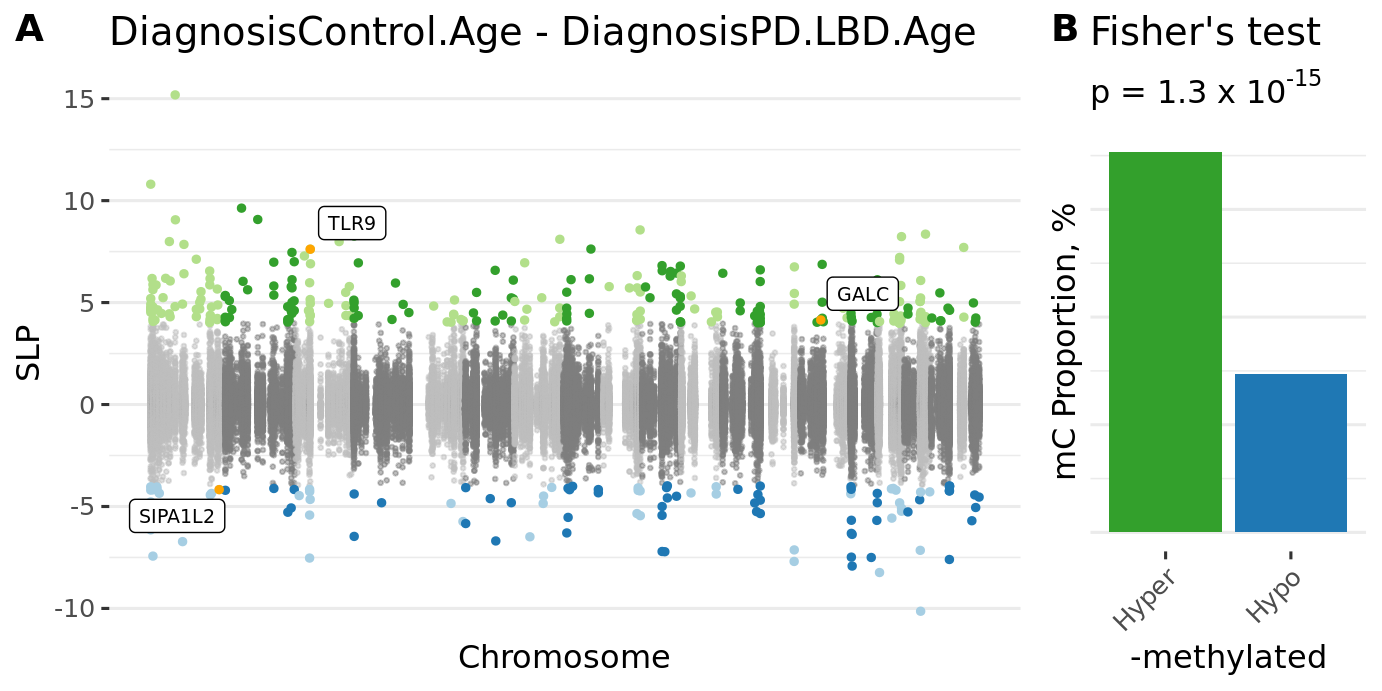 A
DiagnosisControl.Age - DiagnosisPD.LBD.Age
15
10
5
0
-5
-10
SLP
TLR9
GALC
SIPA1L2
Chromosome
B
Fisher's test
p = 1.3 x 10^-15
mC Proportion, %
Hyper
Hypo
-methylated